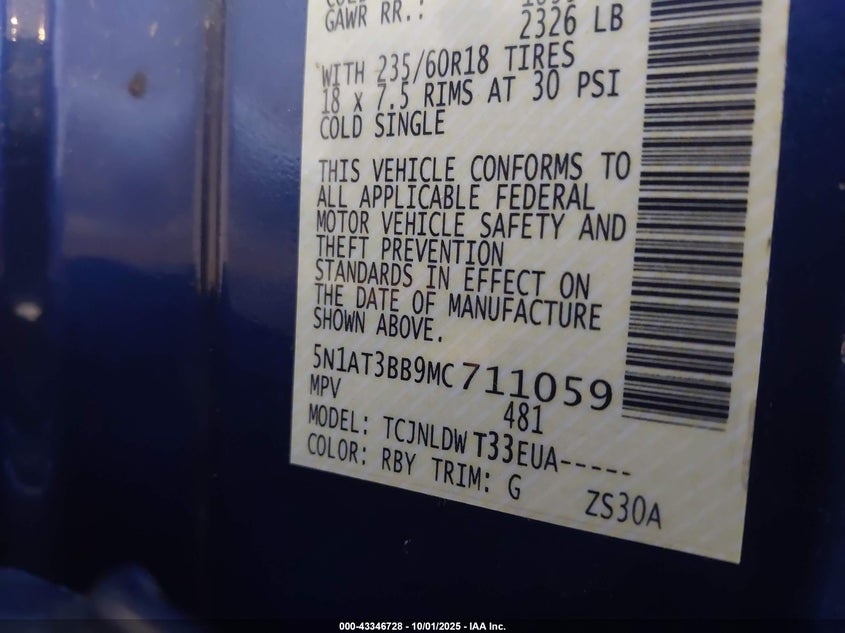 GAWR RR.:
2326 LB
WITH 235/60R18 TIRES
18 x 7.5 RIMS AT 30 PSI
COLD SINGLE
THIS VEHICLE CONFORMS TO
ALL APPLICABLE FEDERAL
MOTOR VEHICLE SAFETY AND
THEFT PREVENTION
STANDARDS IN EFFECT ON
THE DATE OF MANUFACTURE
SHOWN ABOVE.
5N1AT3BB9MC711059
MPV
481
MODEL: TCJNLDWT33EUA-----
COLOR: RBY TRIM: G
ZS30A
000-43346728 - 10/01/2025 - IAA Inc.